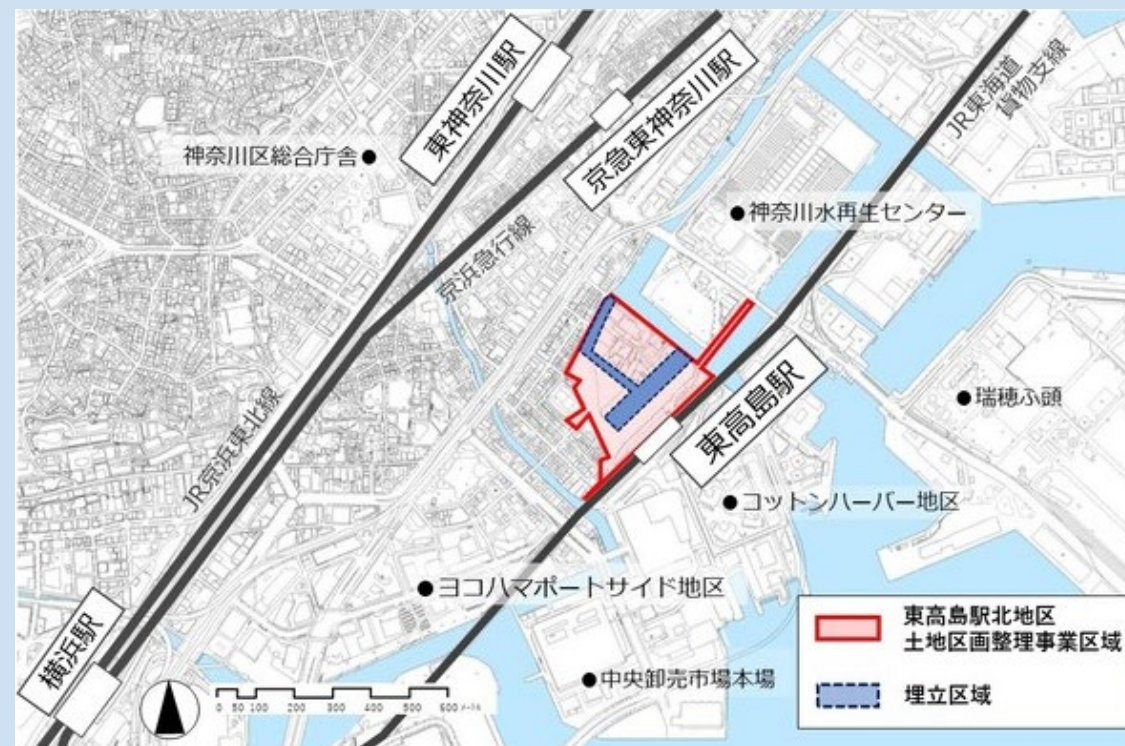 東神奈川駅
京急東神奈川駅
JR東海道
貨物支線
神奈川区総合庁舎
神奈川水再生センター
京浜急行線
瑞穂ふ頭
東高島駅
JR京浜東北線
コットンハーバー地区
ヨコハマポートサイド地区
横浜駅
中央卸売市場本場
東高島駅北地区
土地区画整理事業区域
埋立区域
0 50 100 200 300 400 500 600 メートル